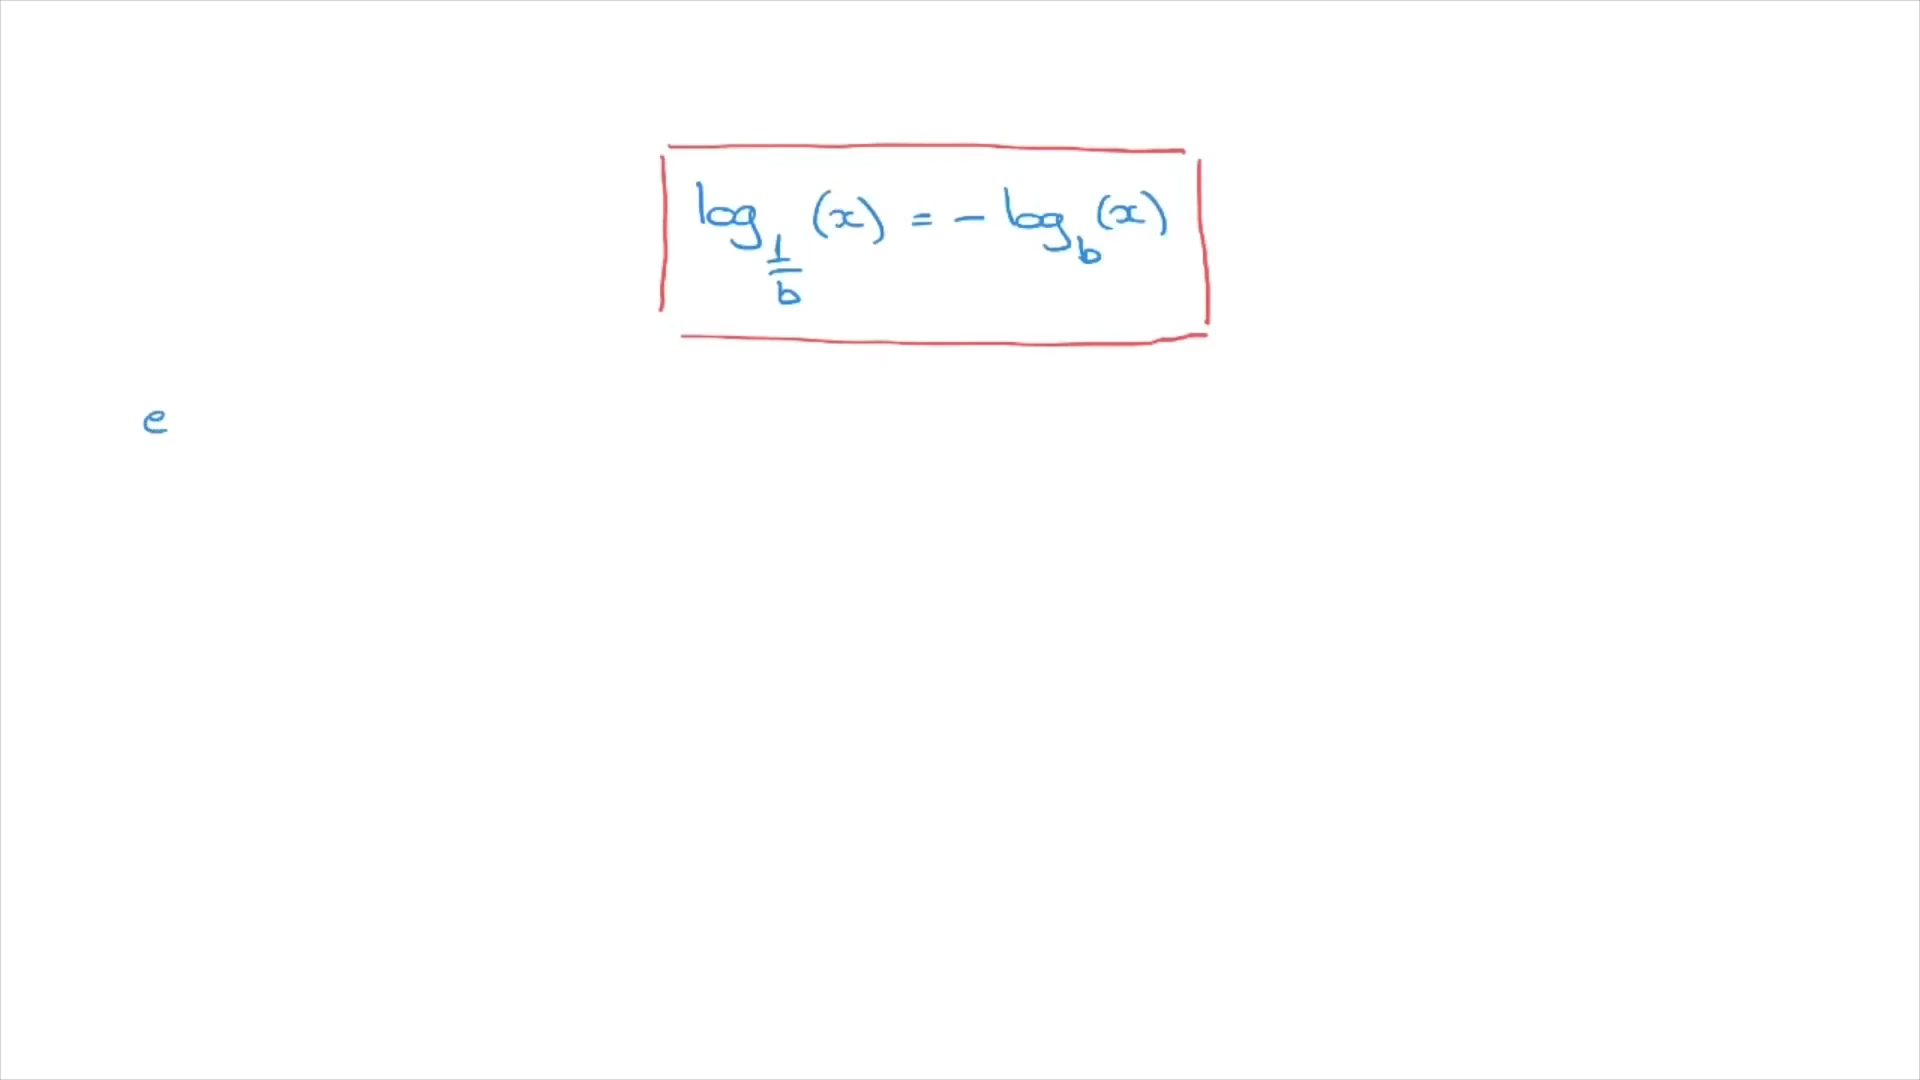 log_{1/b} (x) = - log_b (x)
e